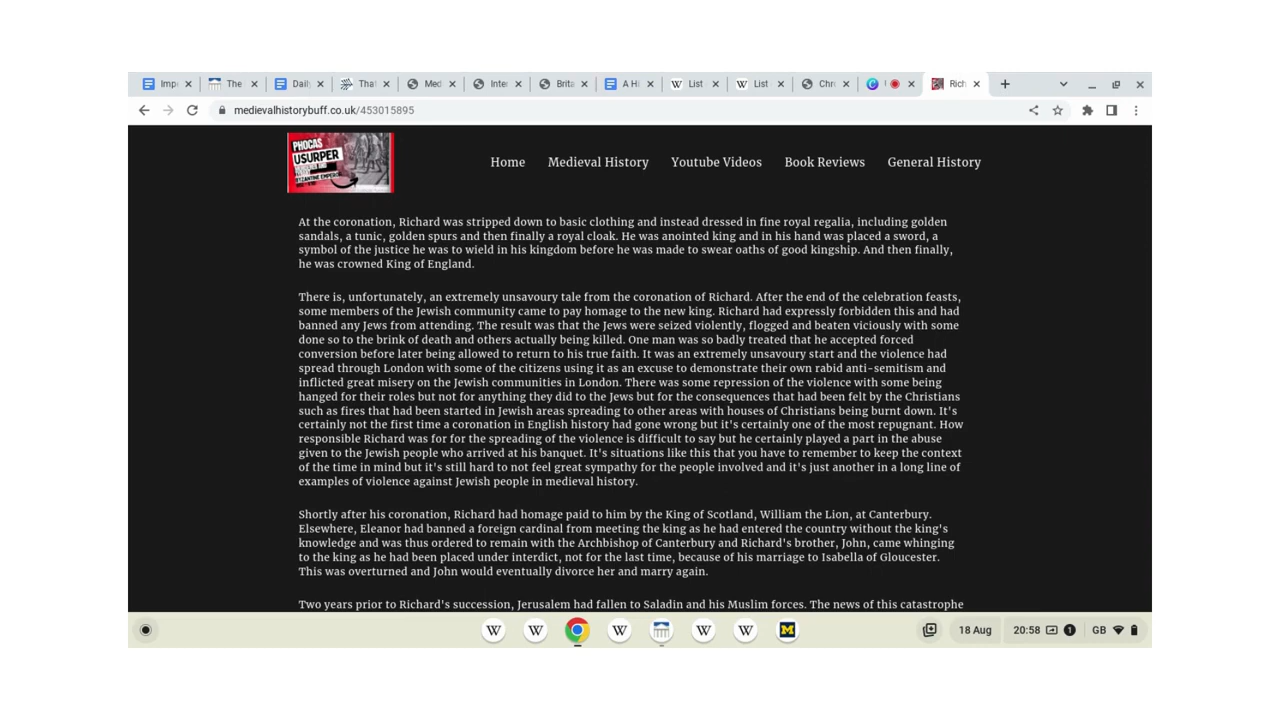 Imp
The
Dail
That
Med
Inte
Brita
A Hi
List
List
Chro
Rich
medievalhistorybuff.co.uk/453015895
PHOCAS
USURPER
BYZANTINE EMPEROR
Home
Medieval History
Youtube Videos
Book Reviews
General History
At the coronation, Richard was stripped down to basic clothing and instead dressed in fine royal regalia, including golden
sandals, a tunic, golden spurs and then finally a royal cloak. He was anointed king and in his hand was placed a sword, a
symbol of the justice he was to wield in his kingdom before he was made to swear oaths of good kingship. And then finally,
he was crowned King of England.
There is, unfortunately, an extremely unsavoury tale from the coronation of Richard. After the end of the celebration feasts,
some members of the Jewish community came to pay homage to the new king. Richard had expressly forbidden this and had
banned any Jews from attending. The result was that the Jews were seized violently, flogged and beaten viciously with some
done so to the brink of death and others actually being killed. One man was so badly treated that he accepted forced
conversion before later being allowed to return to his true faith. It was an extremely unsavoury start and the violence had
spread through London with some of the citizens using it as an excuse to demonstrate their own rabid anti-semitism and
inflicted great misery on the Jewish communities in London. There was some repression of the violence with some being
hanged for their roles but not for anything they did to the Jews but for the consequences that had been felt by the Christians
such as fires that had been started in Jewish areas spreading to other areas with houses of Christians being burnt down. It's
certainly not the first time a coronation in English history had gone wrong but it's certainly one of the most repugnant. How
responsible Richard was for for the spreading of the violence is difficult to say but he certainly played a part in the abuse
given to the Jewish people who arrived at his banquet. It's situations like this that you have to remember to keep the context
of the time in mind but it's still hard to not feel great sympathy for the people involved and it's just another in a long line of
examples of violence against Jewish people in medieval history.
Shortly after his coronation, Richard had homage paid to him by the King of Scotland, William the Lion, at Canterbury.
Elsewhere, Eleanor had banned a foreign cardinal from meeting the king as he had entered the country without the king's
knowledge and was thus ordered to remain with the Archbishop of Canterbury and Richard's brother, John, came whinging
to the king as he had been placed under interdict, not for the last time, because of his marriage to Isabella of Gloucester.
This was overturned and John would eventually divorce her and marry again.
Two years prior to Richard's succession, Jerusalem had fallen to Saladin and his Muslim forces. The news of this catastrophe
18 Aug
20:58
1
GB